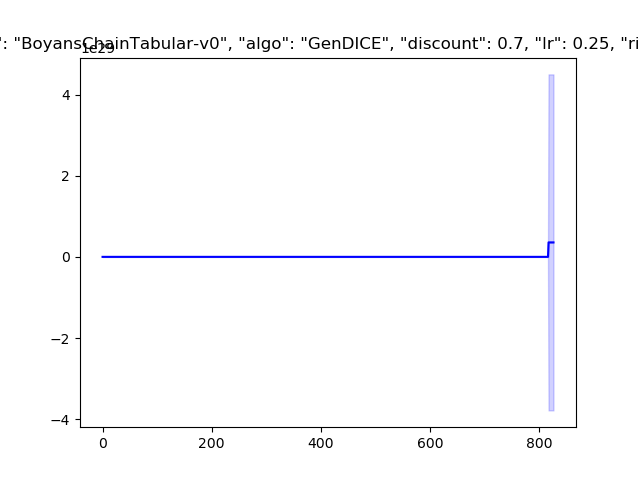 ": "BoyansChainTabular-v0", "algo": "GenDICE", "discount": 0.7, "lr": 0.25, "ri
1e29
4
2
0
−2
−4
0 200 400 600 800